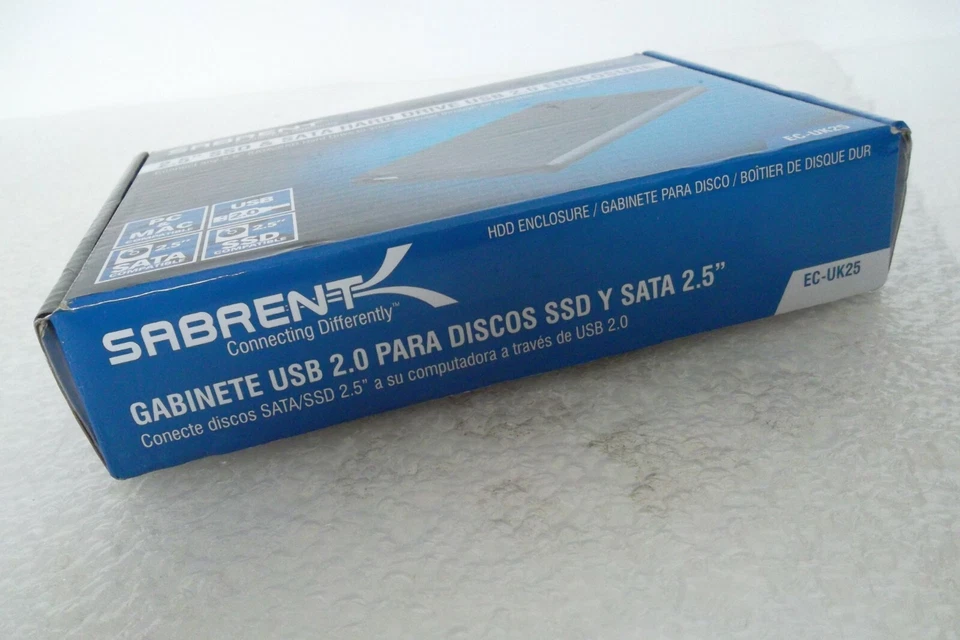 SABRENT
2.5" SSD & SATA HARD DRIVE USB 2.0 ENCLOSURE
EC-UK25
PC & MAC
USB 2.0
2.5" SATA COMPATIBLE
2.5" SSD COMPATIBLE
HDD ENCLOSURE / GABINETE PARA DISCO / BOÎTIER DE DISQUE DUR
SABRENT
Connecting Differently™
EC-UK25
GABINETE USB 2.0 PARA DISCOS SSD Y SATA 2.5”
Conecte discos SATA/SSD 2.5” a su computadora a través de USB 2.0